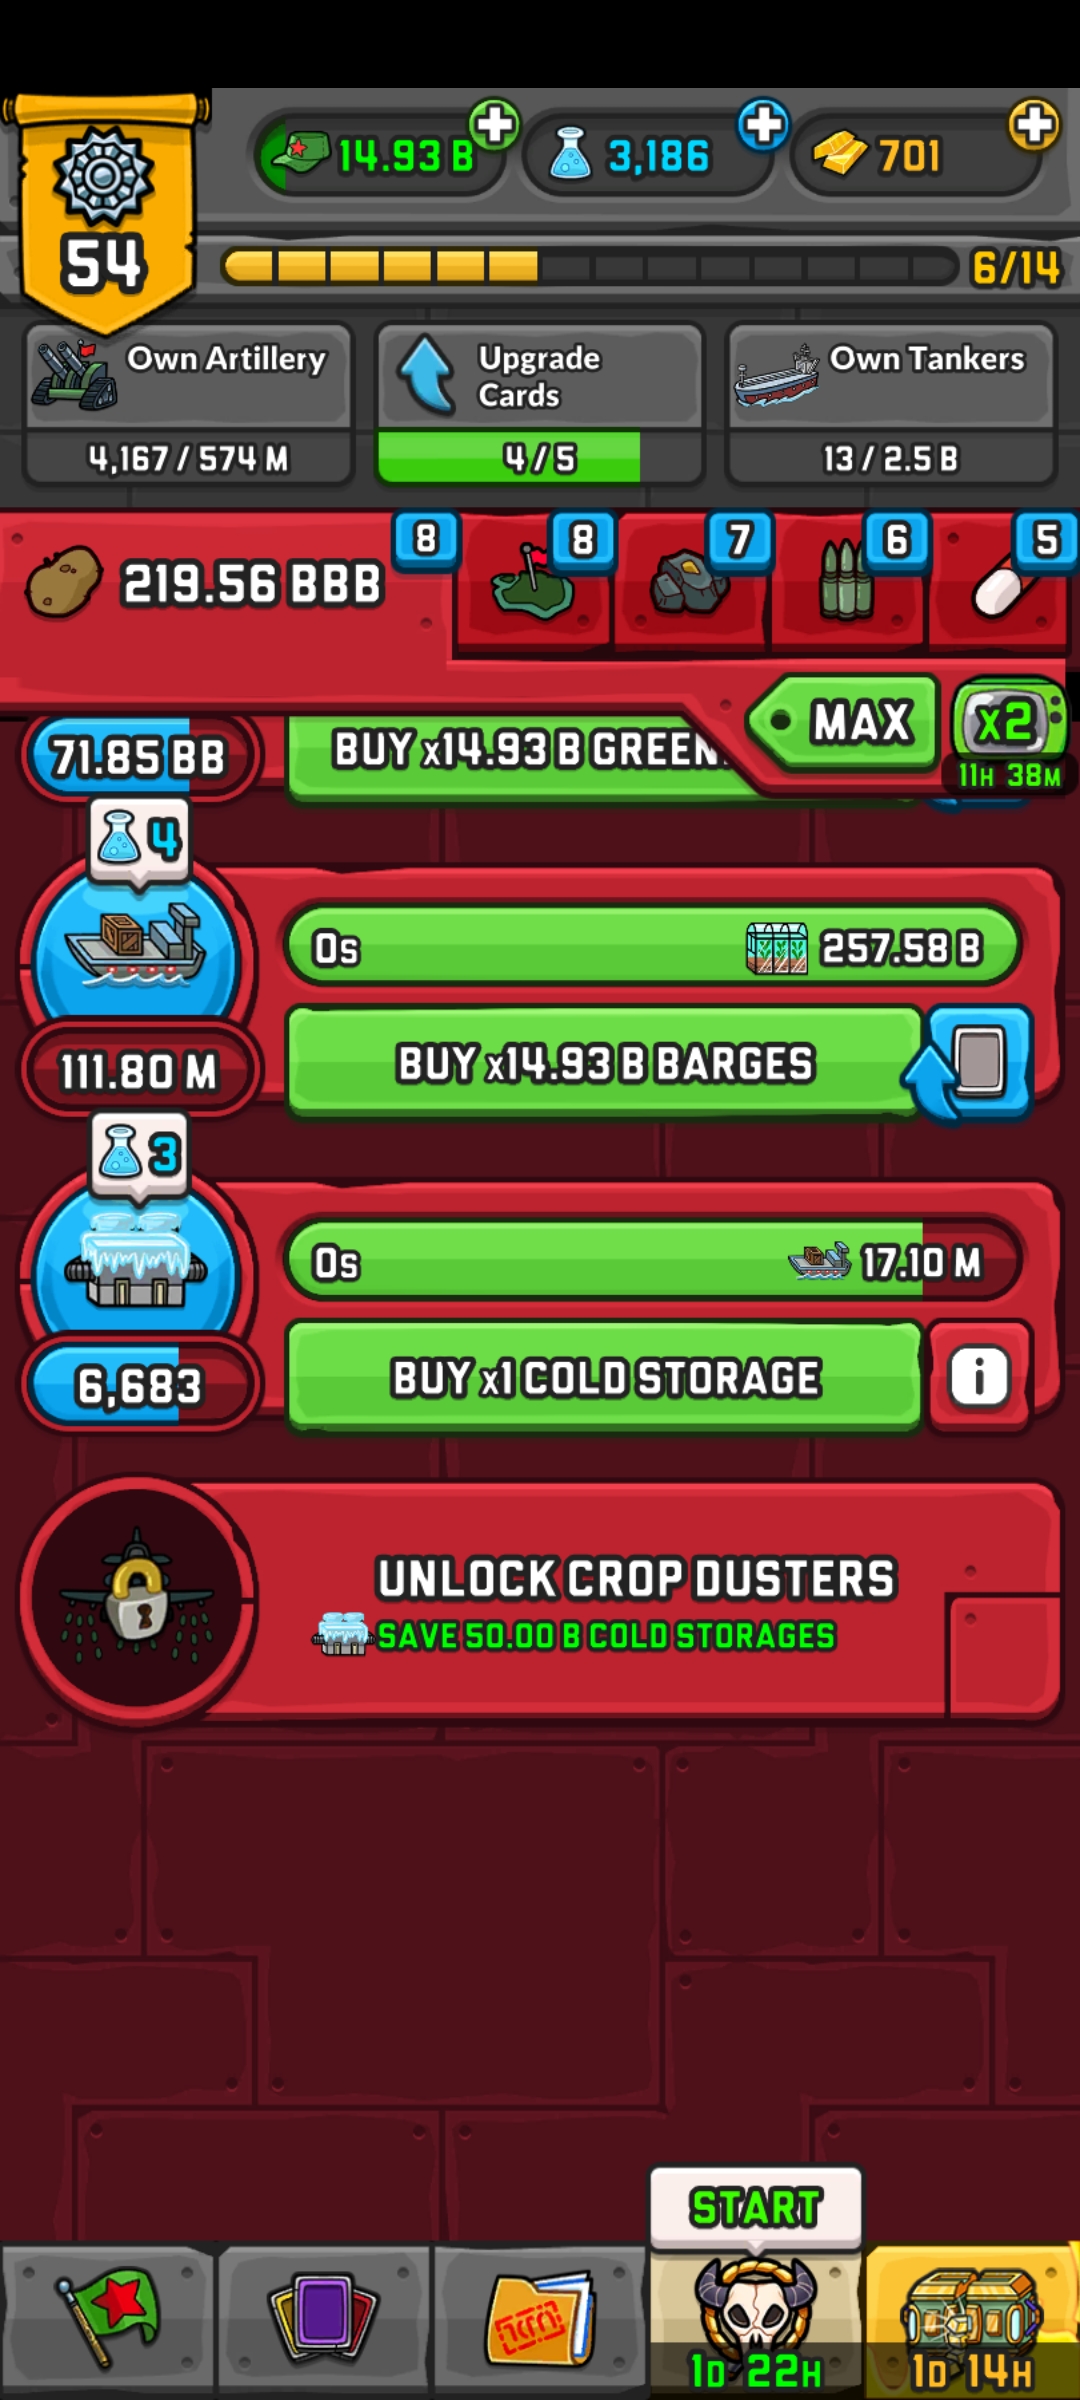 54
14.93 B
3,186
701
6/14
Own Artillery
4,167 / 574 M
Upgrade
Cards
4 / 5
Own Tankers
13 / 2.5 B
219.56 BBB
8
8
7
6
5
MAX
x2
11H 38M
71.85 BB
BUY x14.93 B GREEN
4
0s
257.58 B
111.80 M
BUY x14.93 B BARGES
3
0s
17.10 M
6,683
BUY x1 COLD STORAGE
i
UNLOCK CROP DUSTERS
SAVE 50.00 B COLD STORAGES
START
1D 22H
1D 14H